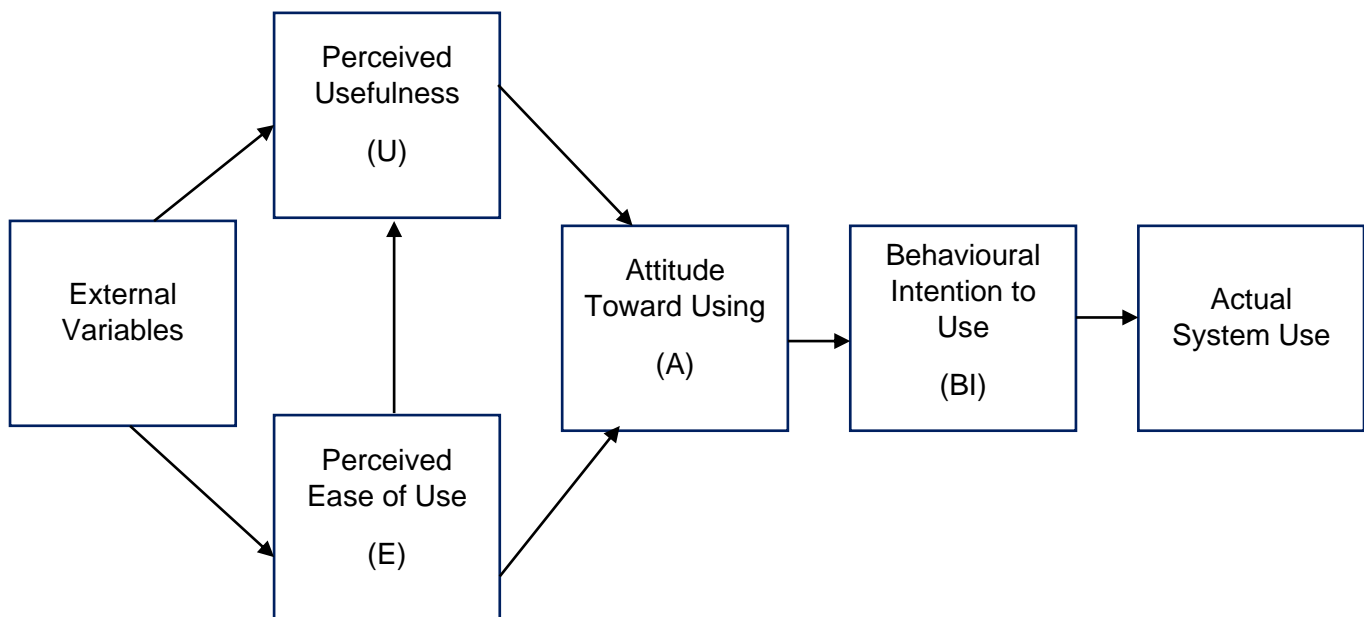 Perceived
Usefulness
(U)
External
Variables
Perceived
Ease of Use
(E)
Attitude
Toward Using
(A)
Behavioural
Intention to
Use
(BI)
Actual
System Use